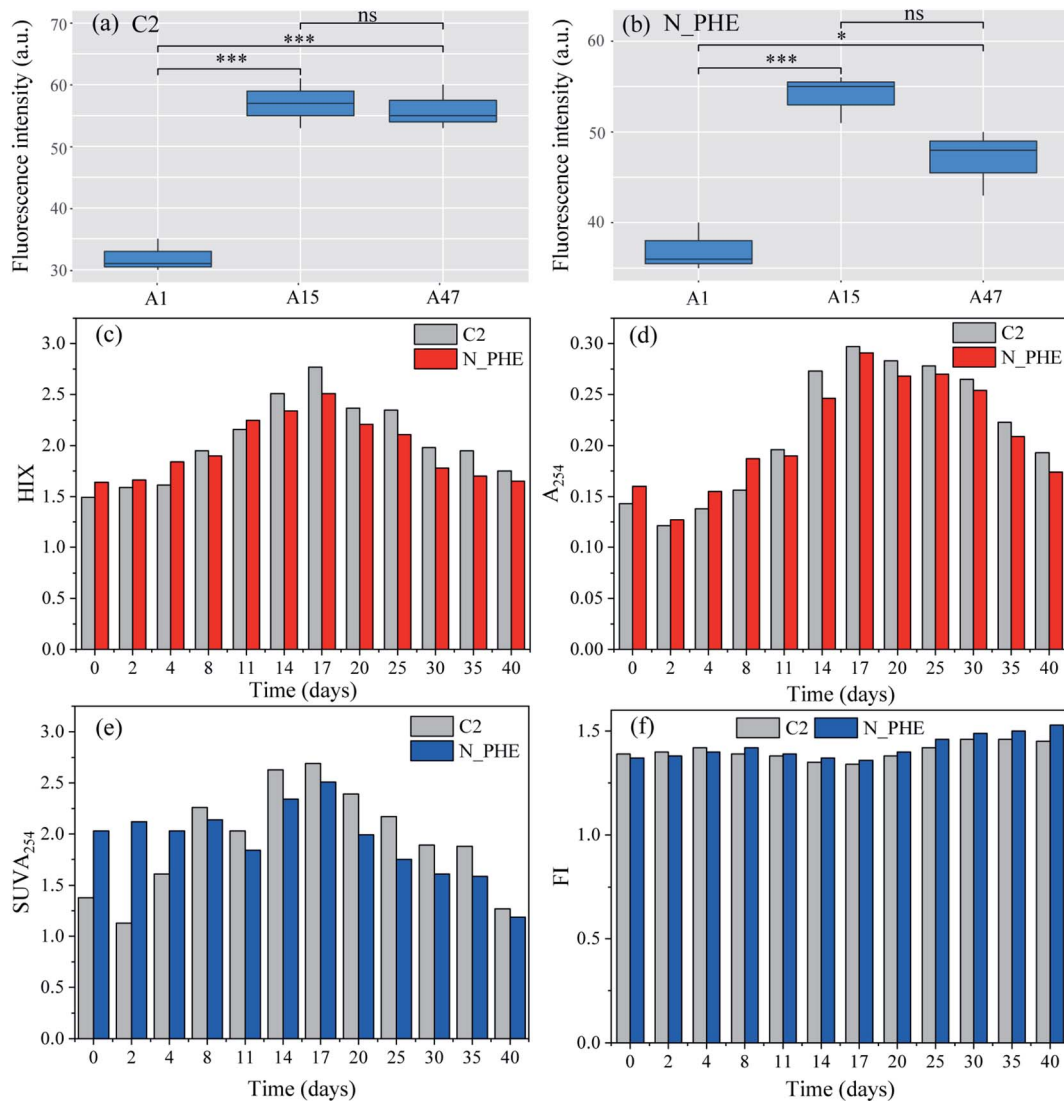 (a) C2
ns
***
***
Fluorescence intensity (a.u.)
70
60
50
40
30
A1 A15 A47
(b) N_PHE
ns
*
***
Fluorescence intensity (a.u.)
60
50
40
A1 A15 A47
(c)
C2
N_PHE
HIX
3.0
2.5
2.0
1.5
1.0
0.5
0.0
0 2 4 8 11 14 17 20 25 30 35 40
Time (days)
(d)
C2
N_PHE
A254
0.30
0.25
0.20
0.15
0.10
0.05
0.00
0 2 4 8 11 14 17 20 25 30 35 40
Time (days)
(e)
C2
N_PHE
SUVA254
3.0
2.5
2.0
1.5
1.0
0.5
0.0
0 2 4 8 11 14 17 20 25 30 35 40
Time (days)
(f)
C2 N_PHE
FI
1.5
1.0
0.5
0.0
0 2 4 8 11 14 17 20 25 30 35 40
Time (days)